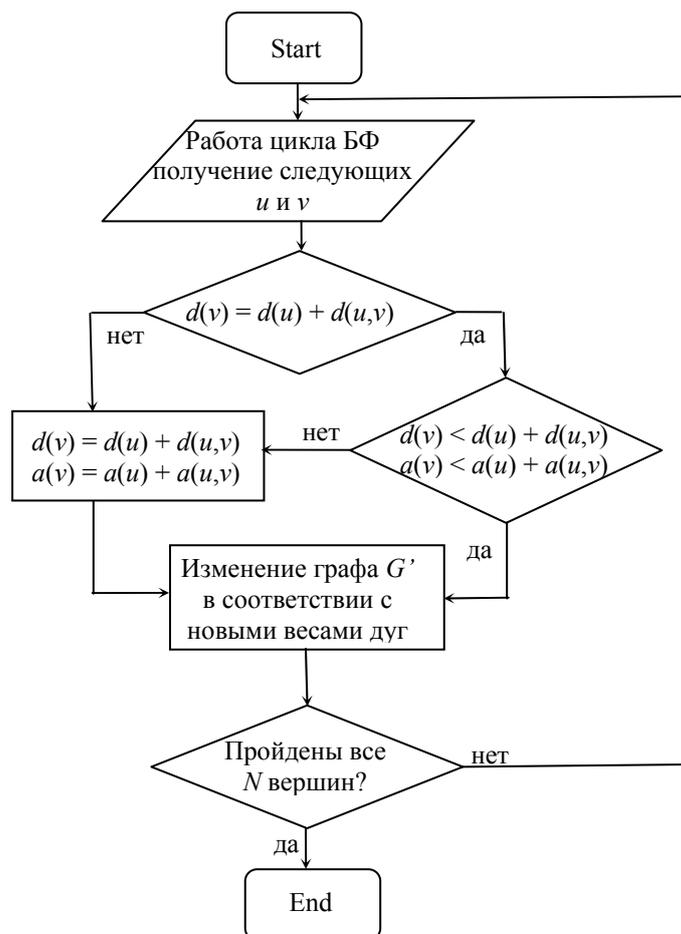 Start
Работа цикла БФ
получение следующих
u и v
d(v) = d(u) + d(u,v)
нет
да
d(v) = d(u) + d(u,v)
a(v) = a(u) + a(u,v)
нет
d(v) < d(u) + d(u,v)
a(v) < a(u) + a(u,v)
да
Изменение графа G’
в соответствии с
новыми весами дуг
Пройдены все
N вершин?
нет
да
End